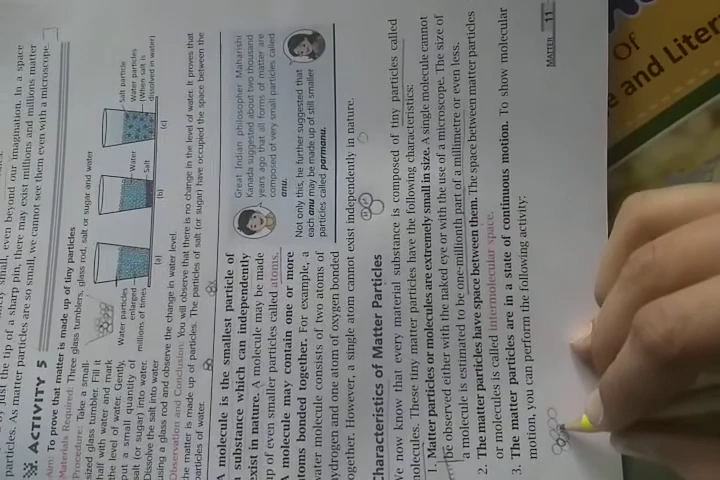 by just the tip of a sharp pin, there may exist millions and millions matter
particles. As matter particles are so small, we cannot see them even with a microscope.
small, even beyond our imagination. In a space
ACTIVITY 5
Aim: To prove that matter is made up of tiny particles
Materials Required: Three glass tumblers, glass rod, salt or sugar and water
Procedure: Take a small-
sized glass tumbler. Fill it
half with water and mark
the level of water. Gently,
put a small quantity of
salt (or sugar) into water.
Dissolve the salt into water
using a glass rod and observe the change in water level.
Water particles
enlarged
millions of times
(a)
Water
Salt
(b)
Salt particle
Water particles
(When salt is
dissolved in water)
(c)
Observation and Conclusion: You will observe that there is no change in the level of water. It proves that
the matter is made up of particles. The particles of salt (or sugar) have occupied the space between the
particles of water.
A molecule is the smallest particle of
a substance which can independently
exist in nature. A molecule may be made
up of even smaller particles called atoms.
A molecule may contain one or more
atoms bonded together. For example, a
water molecule consists of two atoms of
hydrogen and one atom of oxygen bonded
together. However, a single atom cannot exist independently in nature.
Great Indian philosopher Maharishi
Kanada suggested about two thousand
years ago that all forms of matter are
composed of very small particles called
anu.
Not only this, he further suggested that
each anu may be made up of still smaller
particles called parmanu.
Characteristics of Matter Particles
We now know that every material substance is composed of tiny particles called
molecules. These tiny matter particles have the following characteristics:
1. Matter particles or molecules are extremely small in size. A single molecule cannot
be observed either with the naked eye or with the use of a microscope. The size of
a molecule is estimated to be one-millionth part of a millimetre or even less.
2. The matter particles have space between them. The space between matter particles
or molecules is called intermolecular space.
3. The matter particles are in a state of continuous motion. To show molecular
motion, you can perform the following activity:
MATTER 11
Of
e and Liter